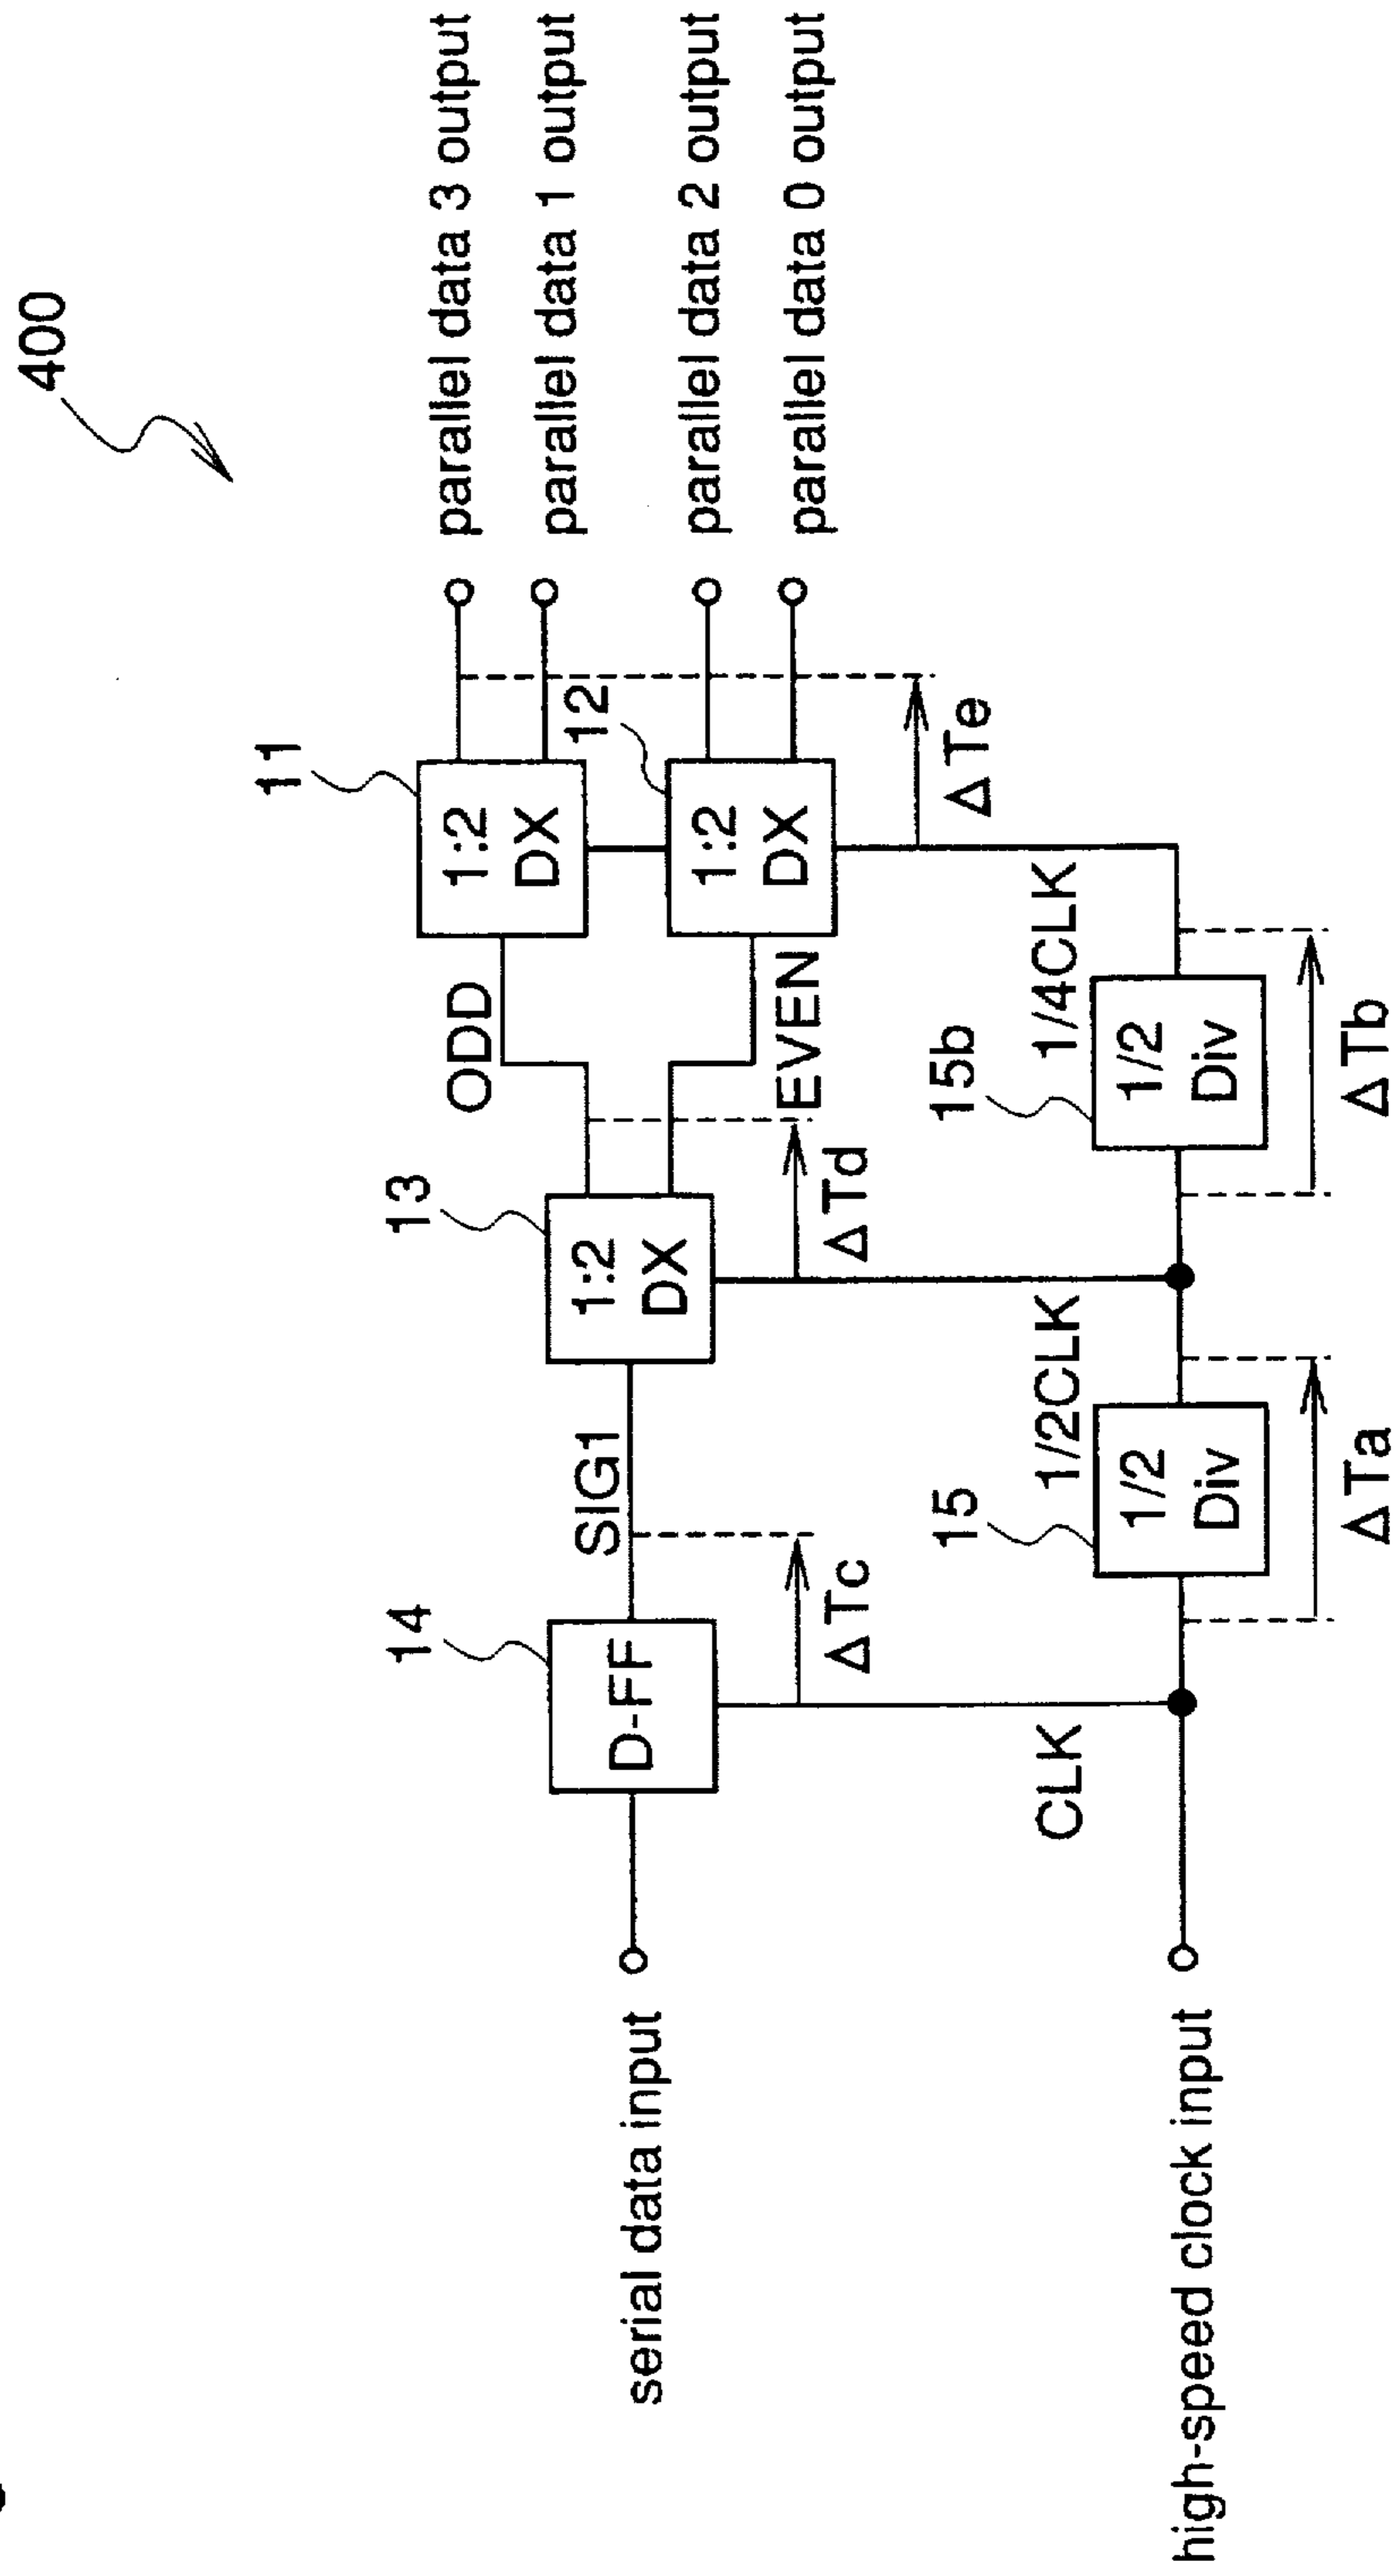 400
parallel data 3 output
parallel data 1 output
parallel data 2 output
parallel data 0 output
11
1:2
DX
12
1:2
DX
ΔTe
ODD
EVEN
13
1:2
DX
ΔTd
1/4CLK
15b
1/2
Div
ΔTb
SIG1
14
D-FF
ΔTc
1/2CLK
15
1/2
Div
ΔTa
CLK
serial data input
high-speed clock input